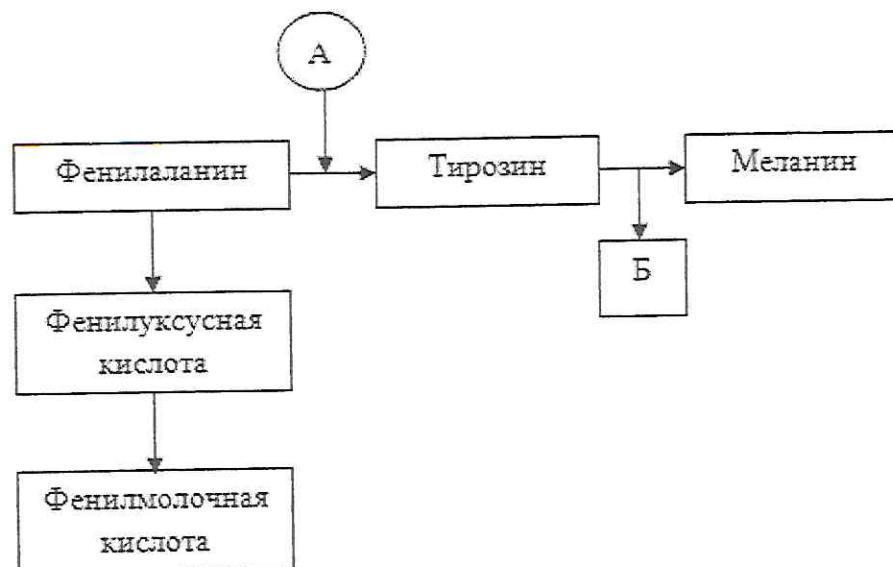 А
Фенилаланин
Тирозин
Меланин
Б
Фенилуксусная
кислота
Фенилмолочная
кислота